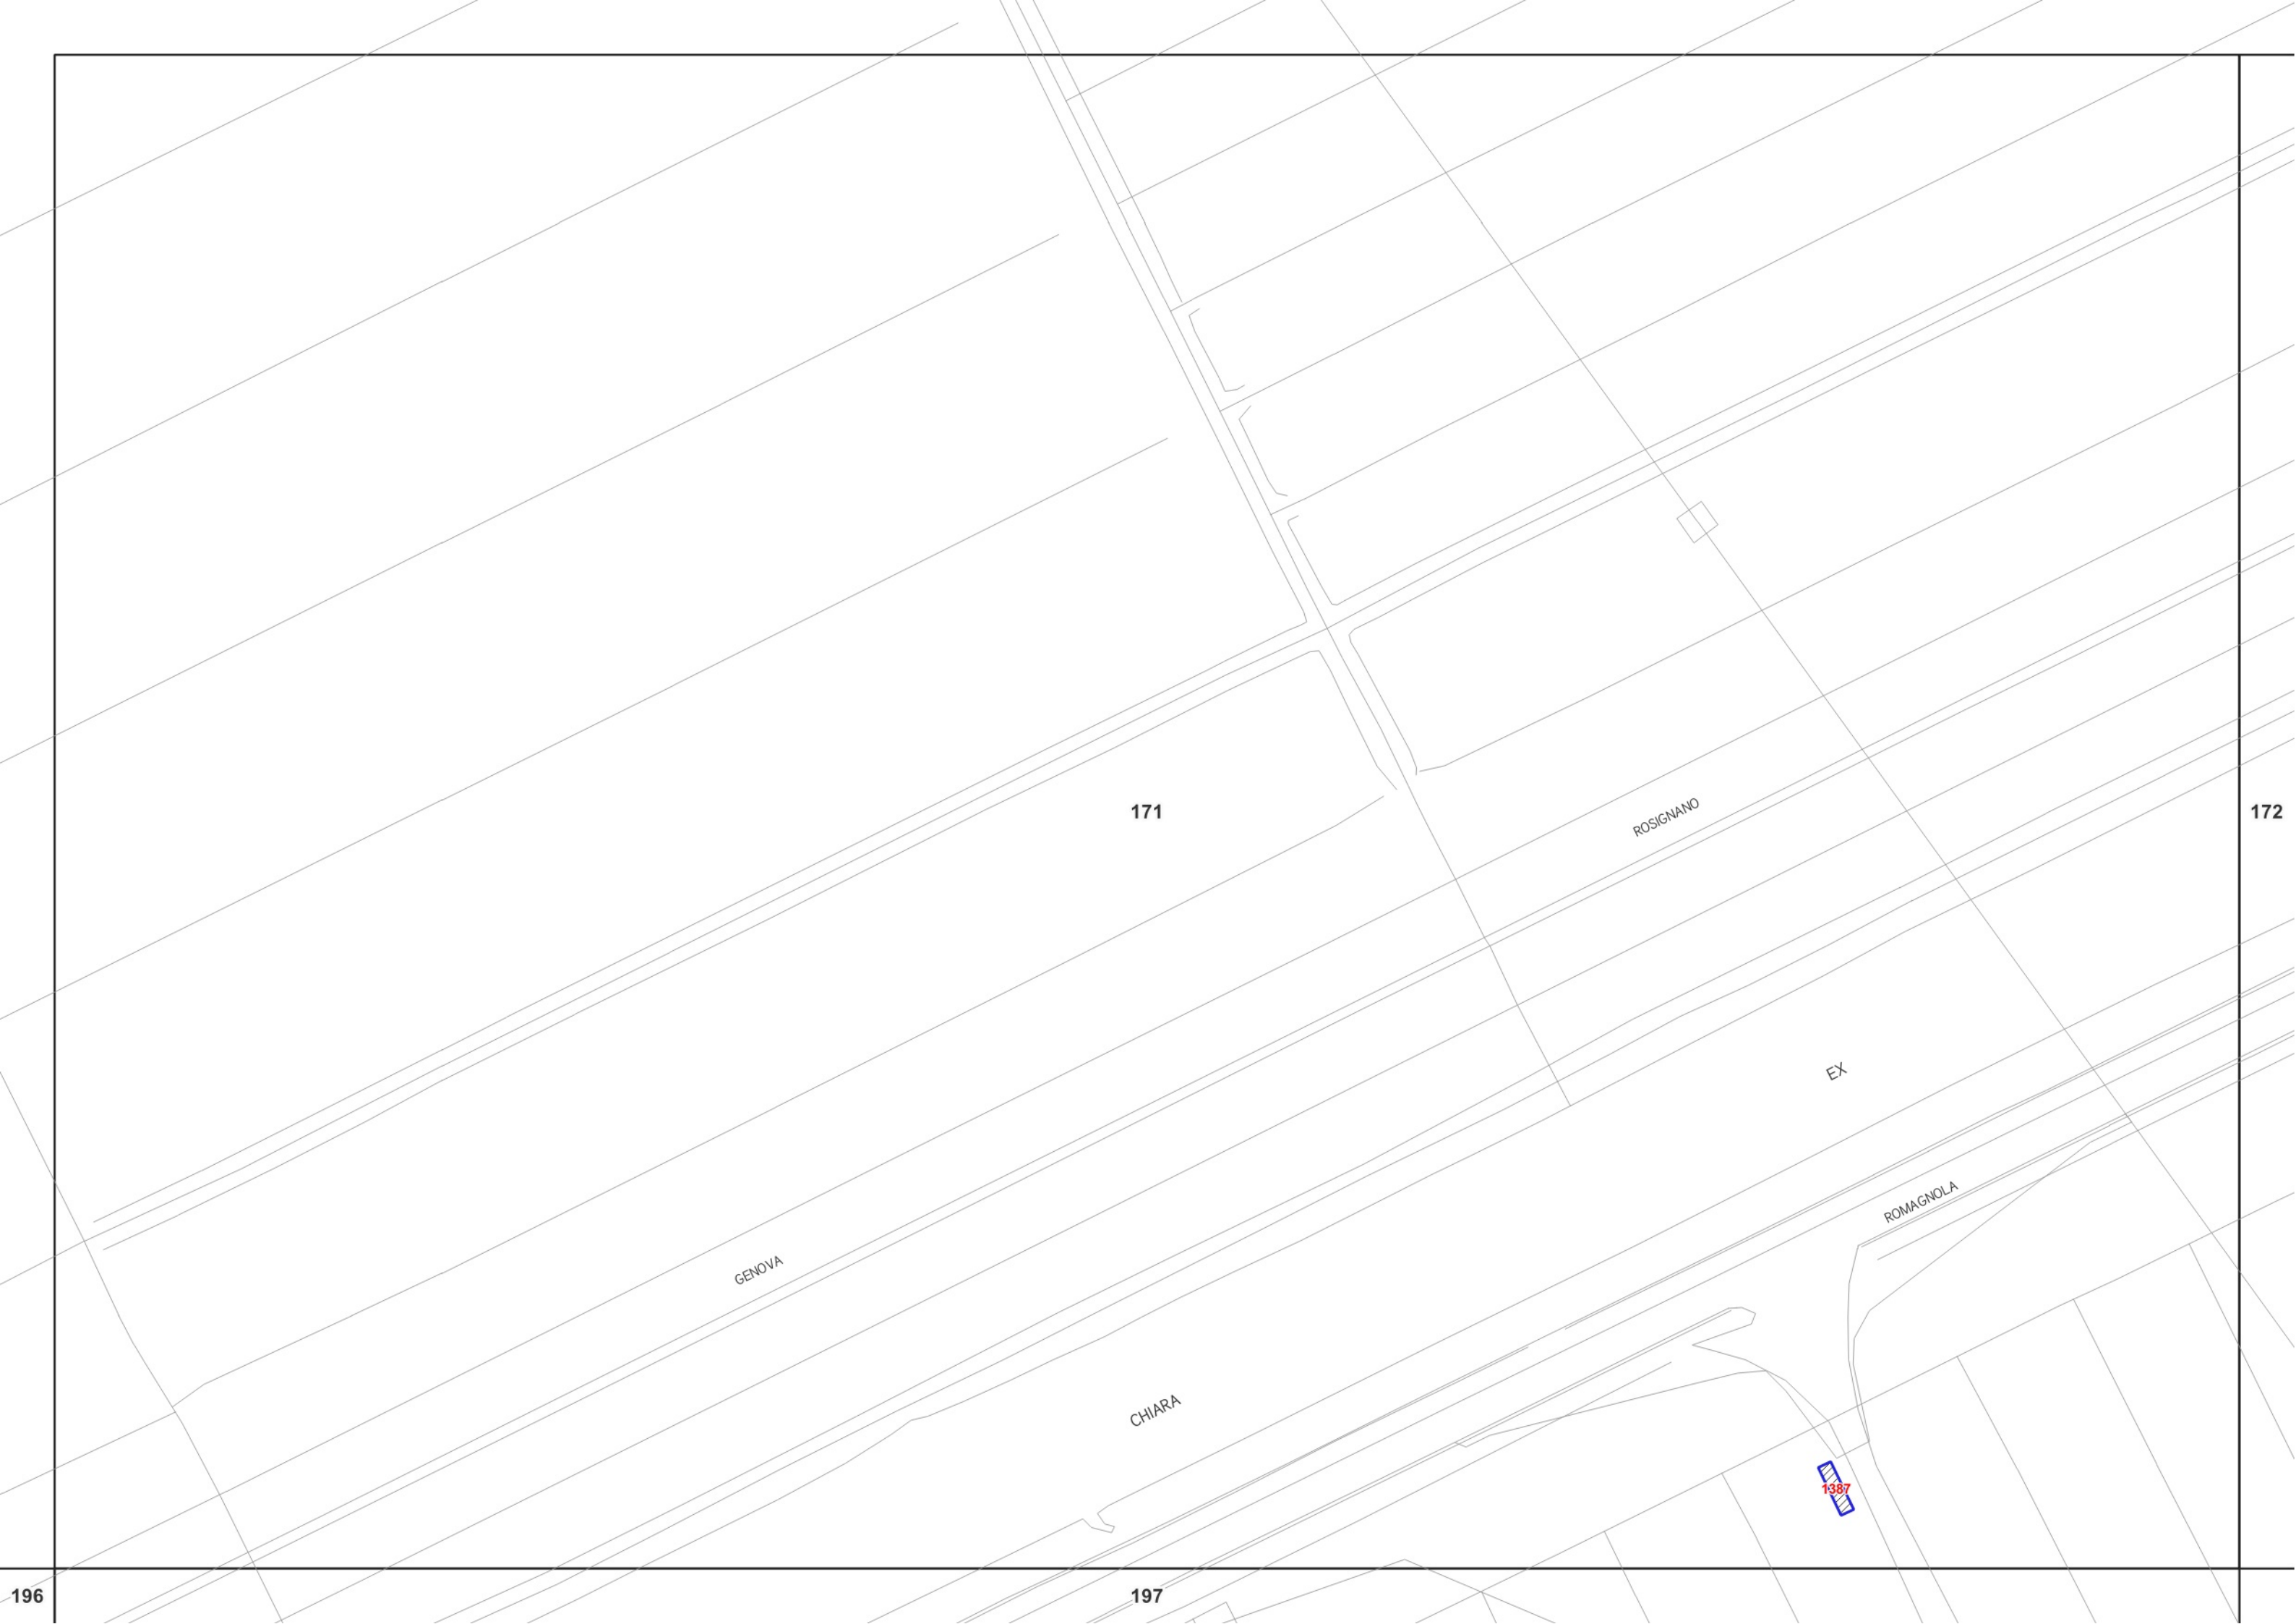 ROSIGNANO
171
172
EX
ROMAGNOLA
GENOVA
CHIARA
1387
196
197